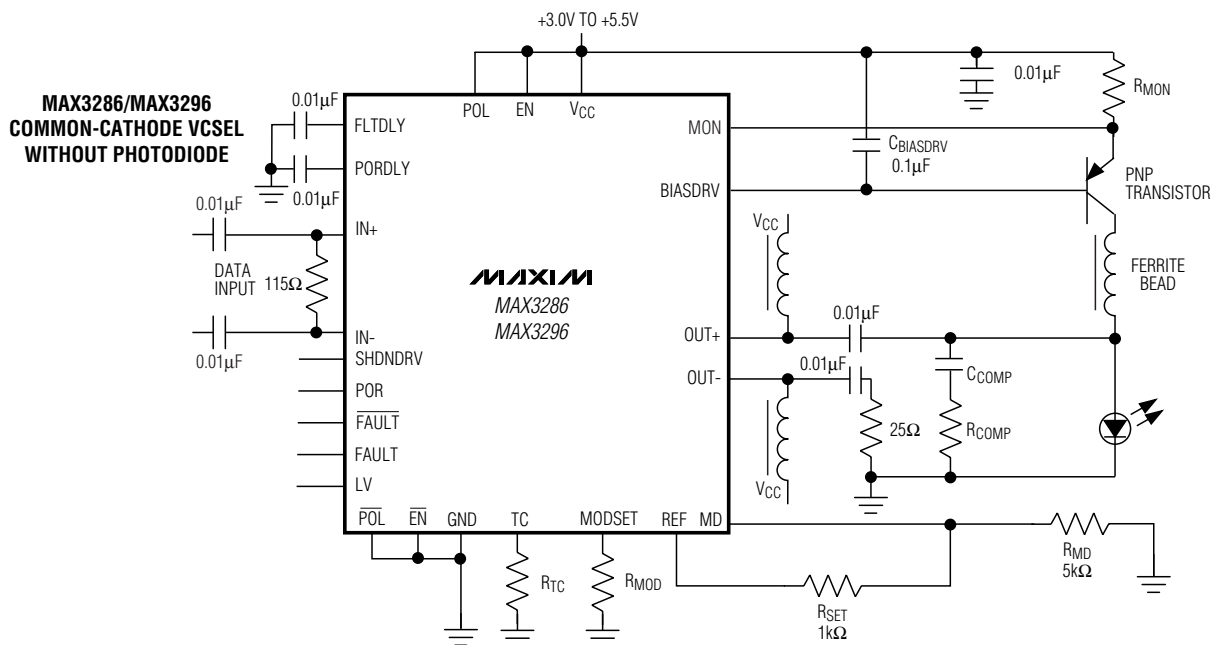 +3.0V TO +5.5V
MAX3286/MAX3296
COMMON-CATHODE VCSEL
WITHOUT PHOTODIODE
0.01µF
FLTDLY
PORDLY
0.01µF
POL
EN
VCC
0.01µF
RMON
MON
CBIASDRV
0.1µF
BIASDRV
PNP
TRANSISTOR
0.01µF
IN+
DATA
INPUT
115Ω
IN-
0.01µF
MAXIM
MAX3286
MAX3296
VCC
FERRITE
BEAD
0.01µF
OUT+
0.01µF
OUT-
CCOMP
RCOMP
25Ω
VCC
SHDNDRV
POR
FAULT
FAULT
LV
POL
EN
GND
TC
MODSET
REF
MD
RTC
RMOD
RSET
1kΩ
RMD
5kΩ